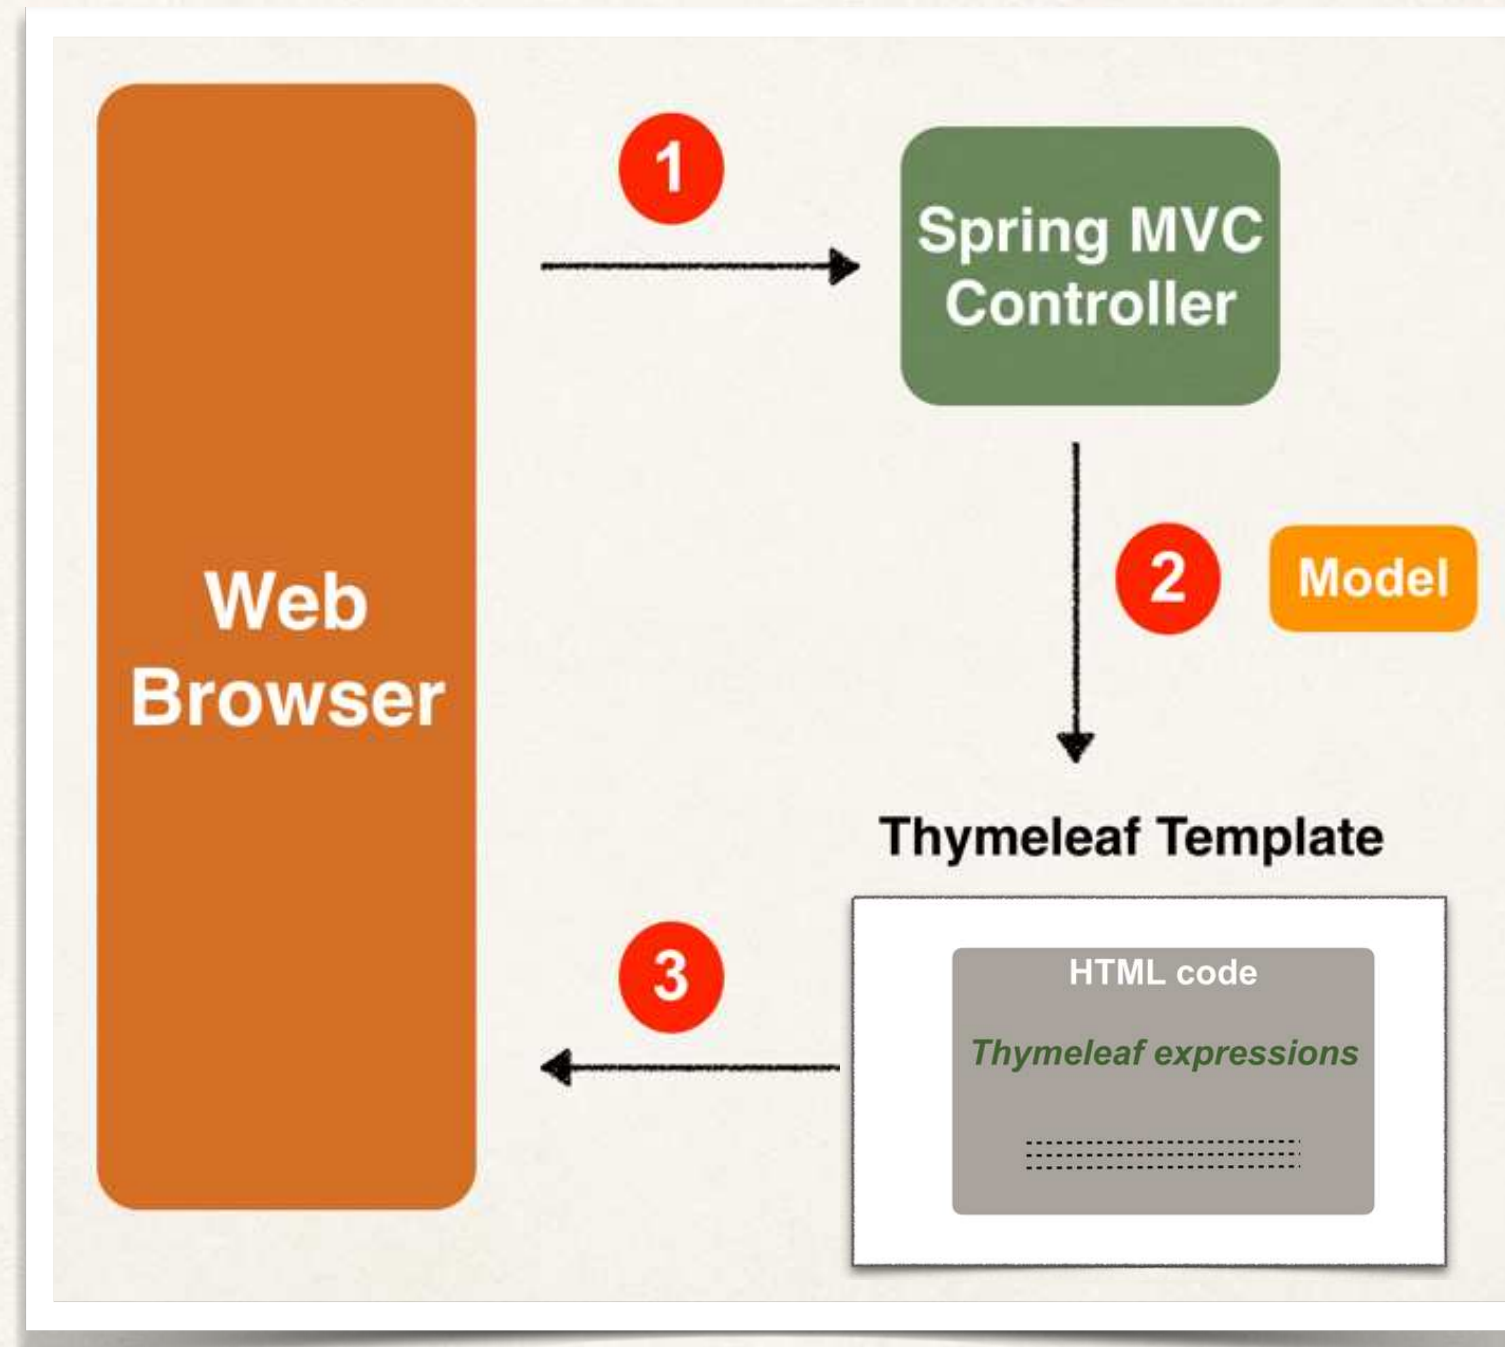 1
Spring MVC
Controller
Web
Browser
2
Model
Thymeleaf Template
3
HTML code
Thymeleaf expressions